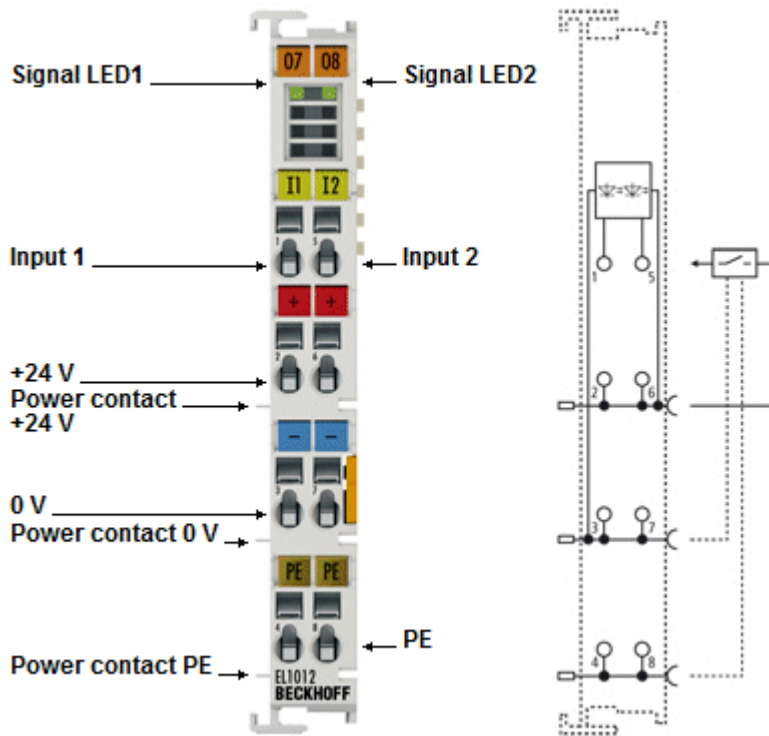 07 08
Signal LED1
Signal LED2
I1 I2
1 5
Input 1
Input 2
+ +
2 6
+24 V
Power contact
+24 V
- -
3 7
0 V
Power contact 0 V
PE PE
4 8
PE
Power contact PE
EL1012
BECKHOFF
1 5
2 6
3 7
4 8